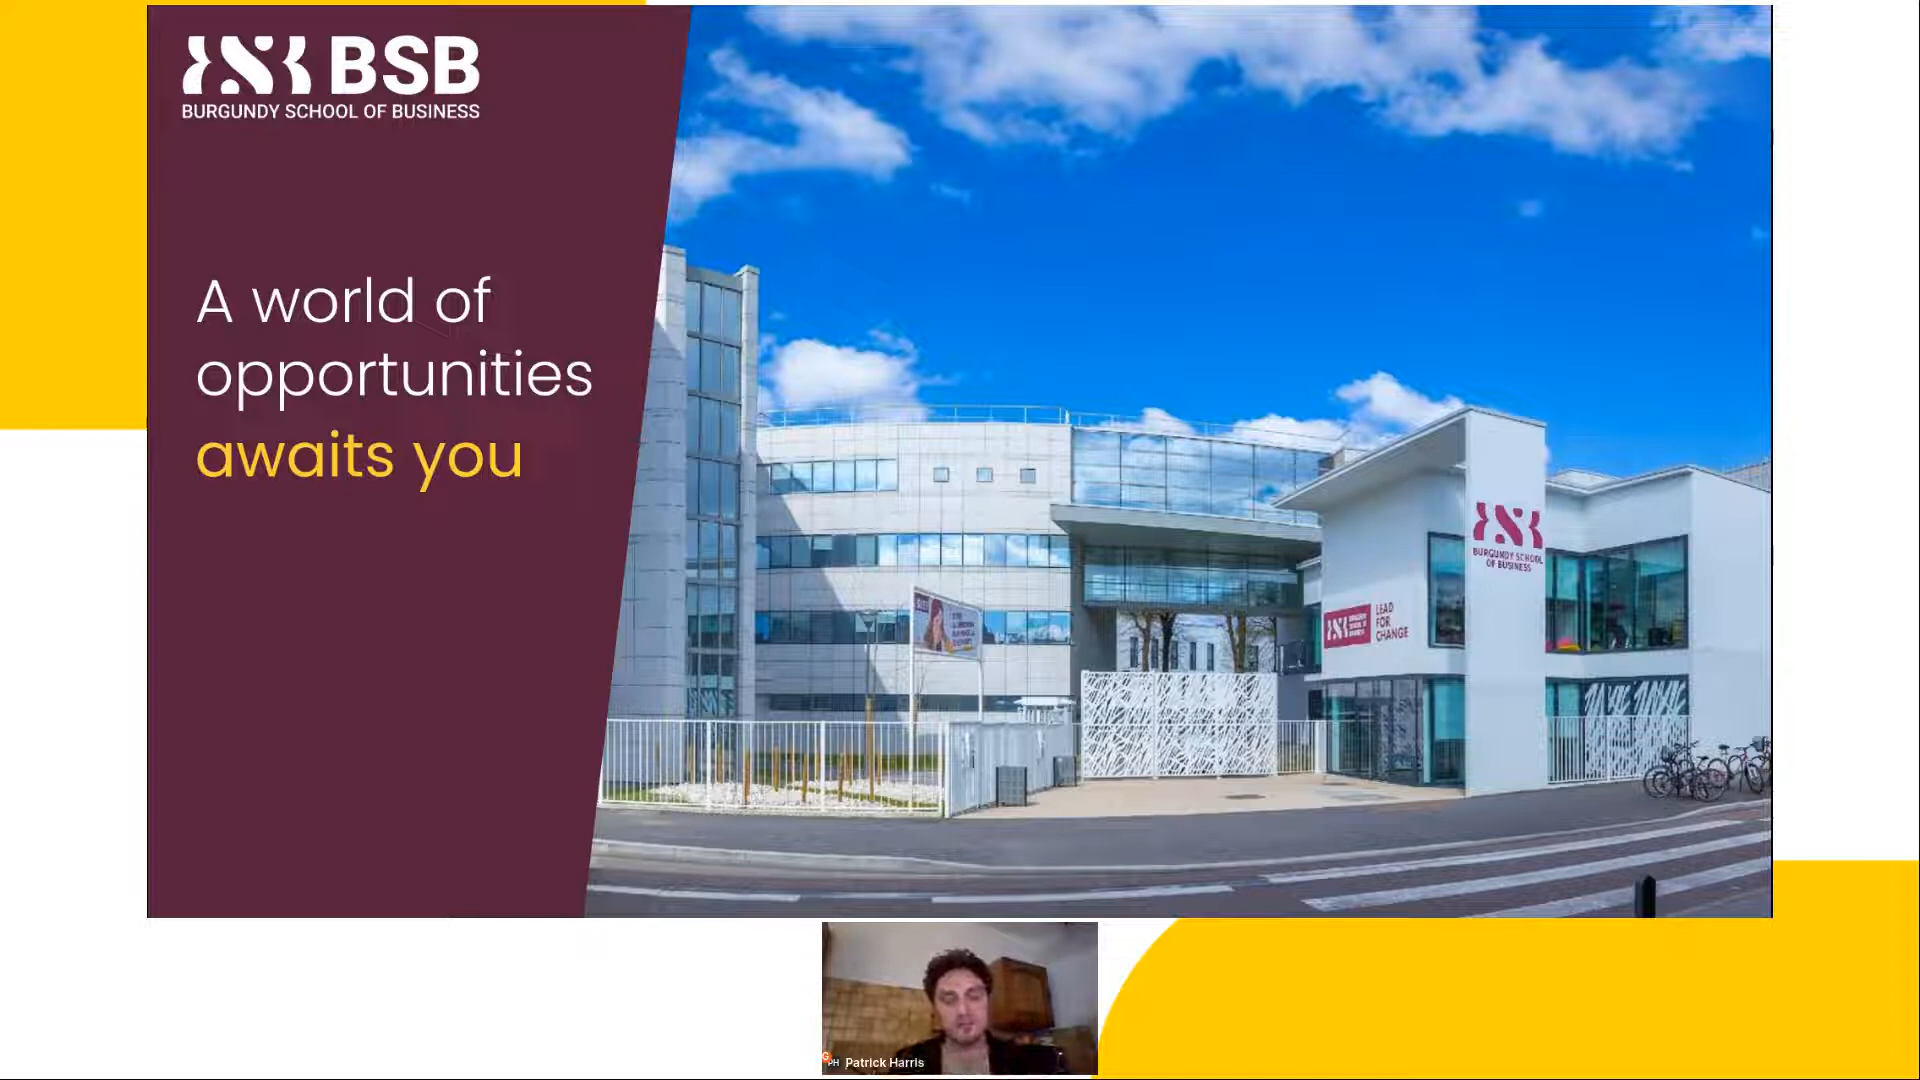 BSB
BURGUNDY SCHOOL OF BUSINESS
A world of
opportunities
awaits you
BURGUNDY SCHOOL
OF BUSINESS
LEAD
FOR
CHANGE
PH Patrick Harris